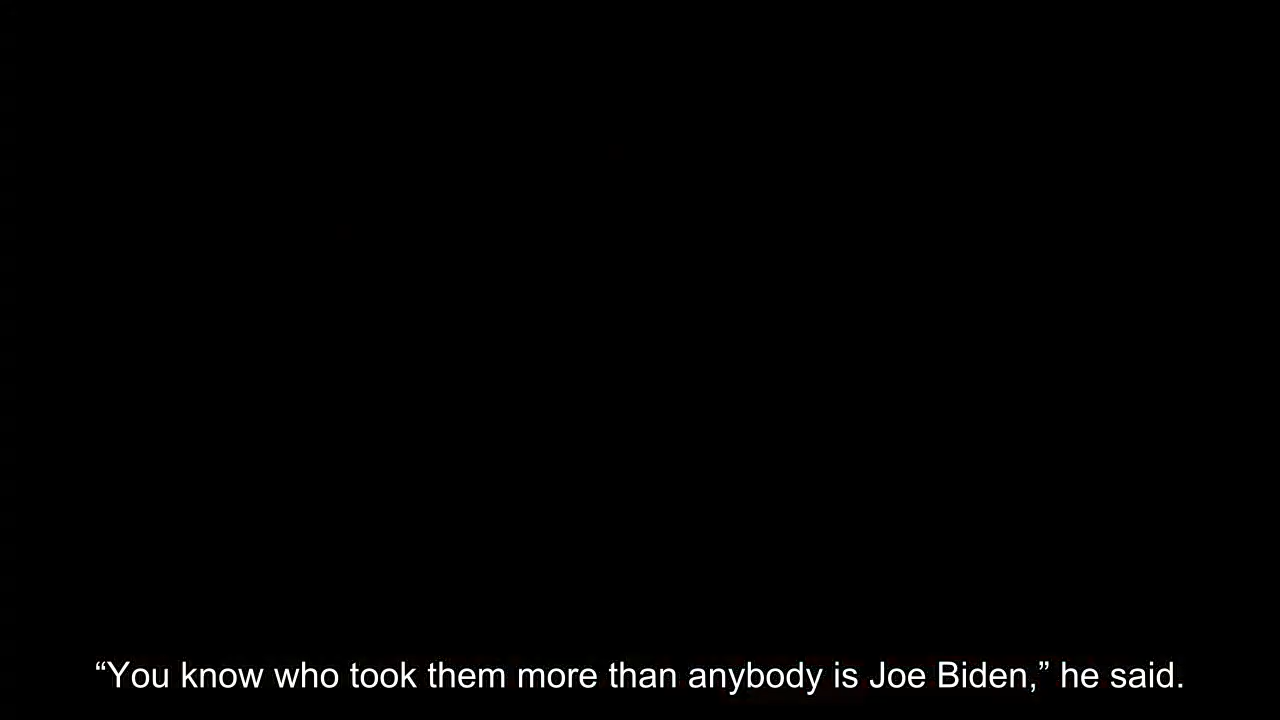 “You know who took them more than anybody is Joe Biden,” he said.